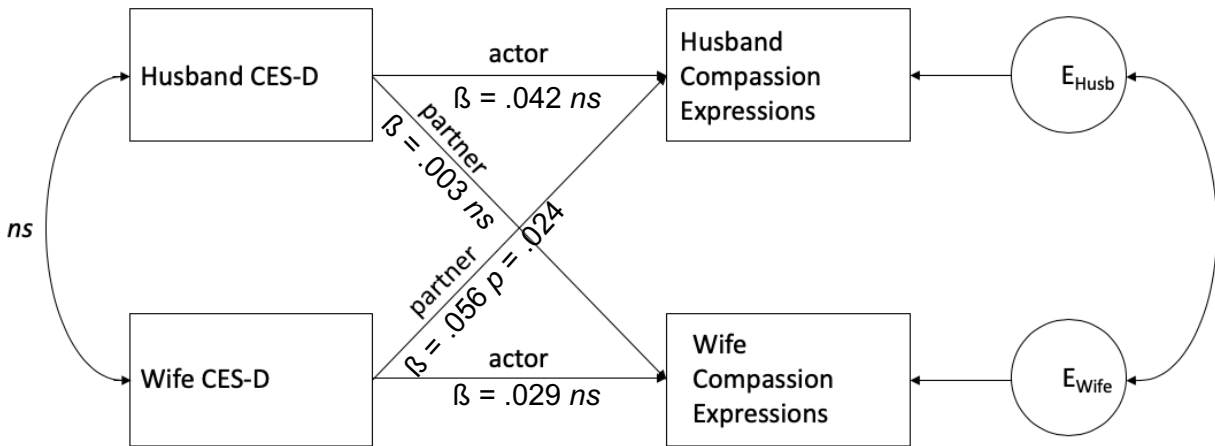 Husband CES-D
actor
ß = .042 ns
partner
ß = .003 ns
Husband
Compassion
Expressions
E_Husb
ns
partner
ß = .056 p = .024
Wife CES-D
actor
ß = .029 ns
Wife
Compassion
Expressions
E_Wife